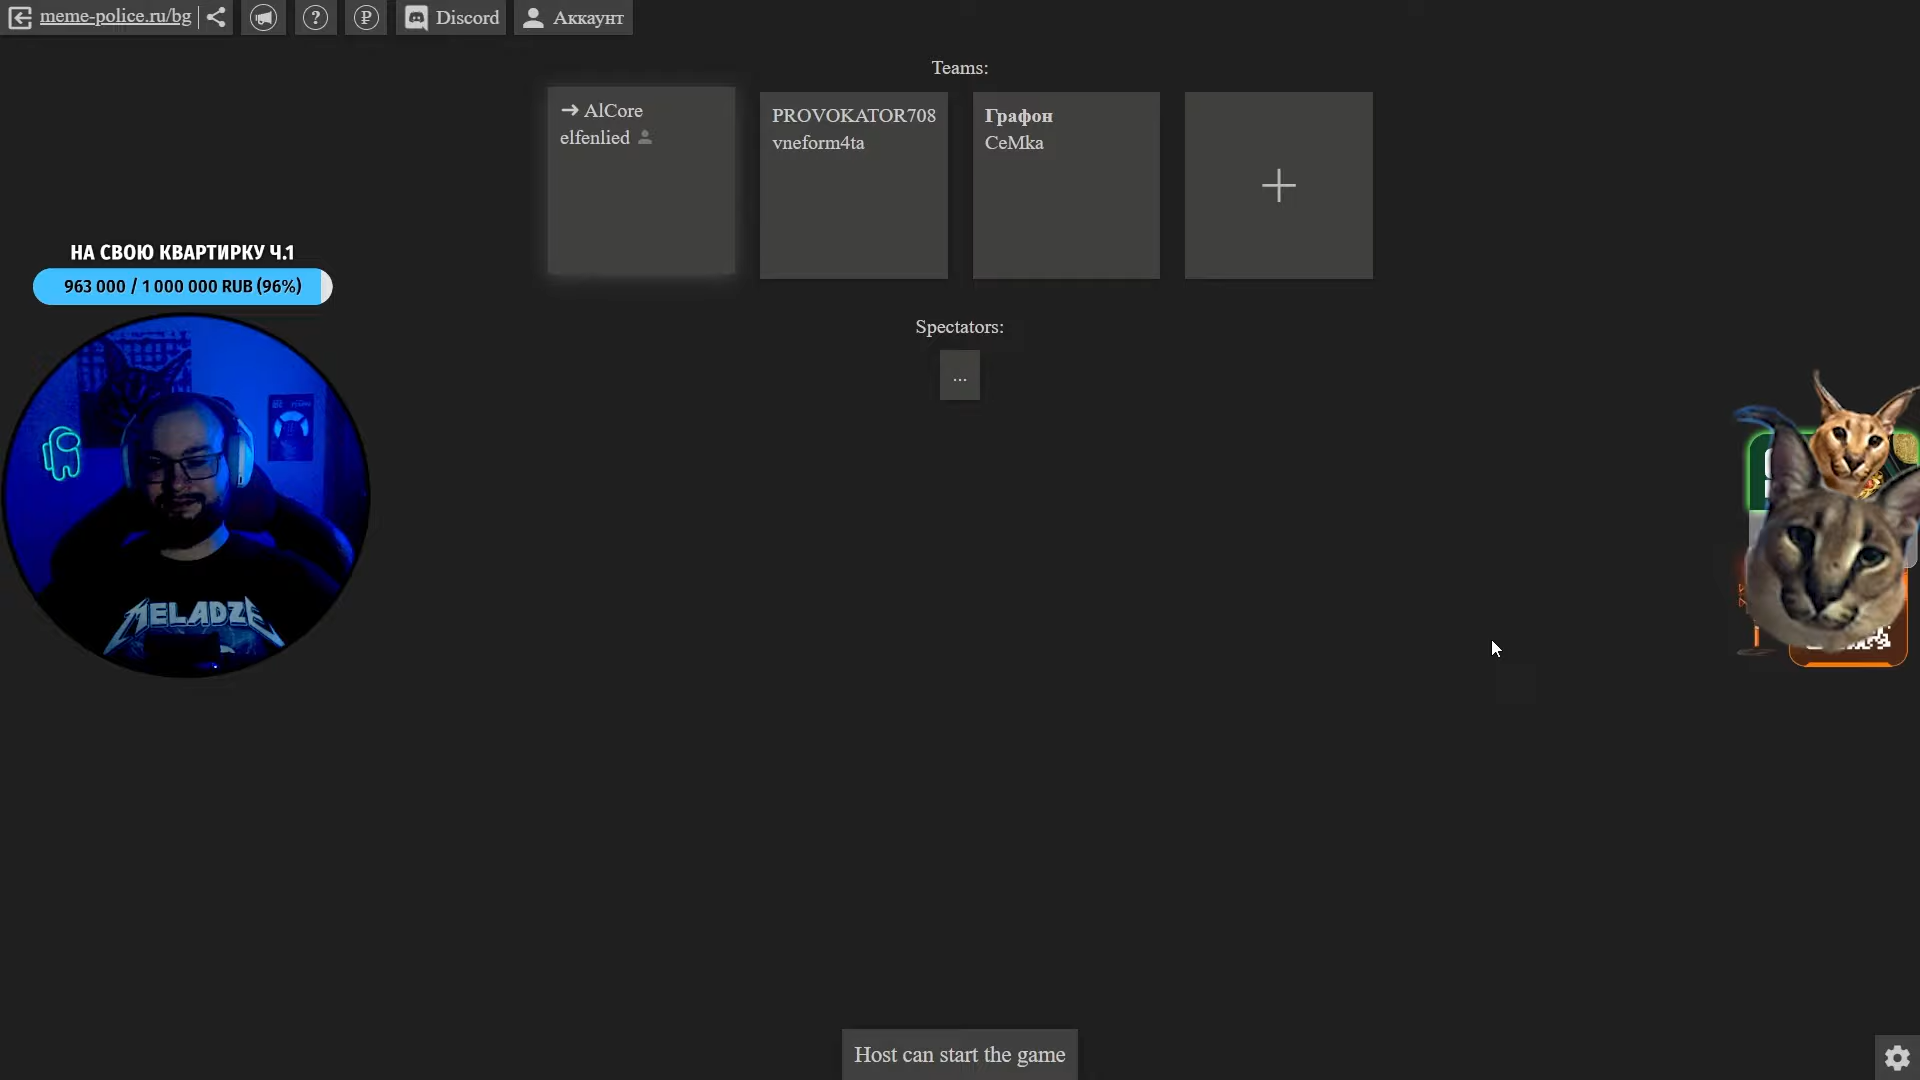 meme-police.ru/bg
?
₽
Discord
Аккаунт
Teams:
→ AlCore
elfenlied
PROVOKATOR708
vneform4ta
Графон
CeMka
+
НА СВОЮ КВАРТИРКУ Ч.1
963 000 / 1 000 000 RUB (96%)
Spectators:
...
MELADZE
Host can start the game